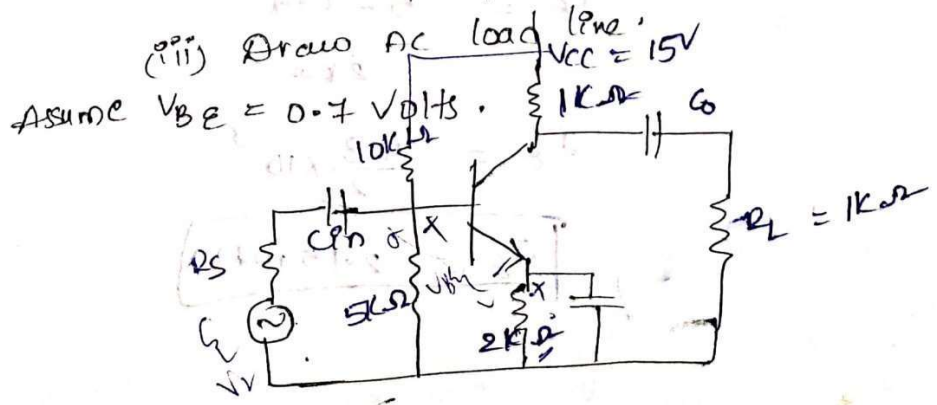 (iii) Draw AC load line.
VCC = 15V
Assume VBE = 0.7 Volts.
1KΩ
Co
10KΩ
RL = 1KΩ
Cin
X
RS
5KΩ
X
2KΩ